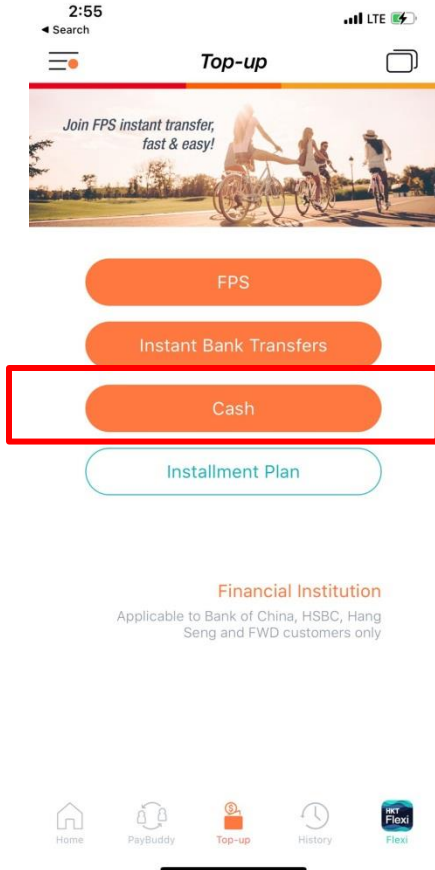 2:55
LTE
◄ Search
Top-up
Join FPS instant transfer,
fast & easy!
FPS
Instant Bank Transfers
Cash
Installment Plan
Financial Institution
Applicable to Bank of China, HSBC, Hang
Seng and FWD customers only
$
HKT
Flexi
Home
PayBuddy
Top-up
History
Flexi